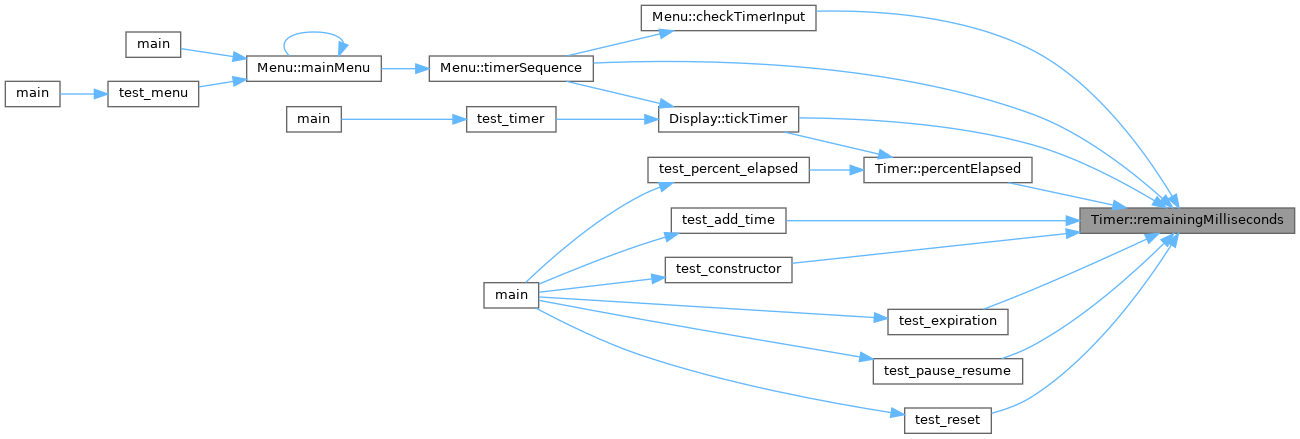 Menu::checkTimerInput
main
Menu::mainMenu
Menu::timerSequence
main
test_menu
main
test_timer
Display::tickTimer
test_percent_elapsed
Timer::percentElapsed
test_add_time
Timer::remainingMilliseconds
test_constructor
main
test_expiration
test_pause_resume
test_reset